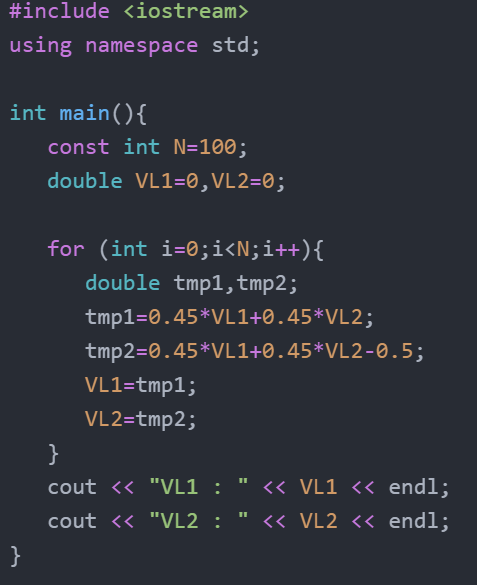 #include <iostream>
using namespace std;

int main(){
   const int N=100;
   double VL1=0,VL2=0;

   for (int i=0;i<N;i++){
      double tmp1,tmp2;
      tmp1=0.45*VL1+0.45*VL2;
      tmp2=0.45*VL1+0.45*VL2-0.5;
      VL1=tmp1;
      VL2=tmp2;
   }
   cout << "VL1 : " << VL1 << endl;
   cout << "VL2 : " << VL2 << endl;
}